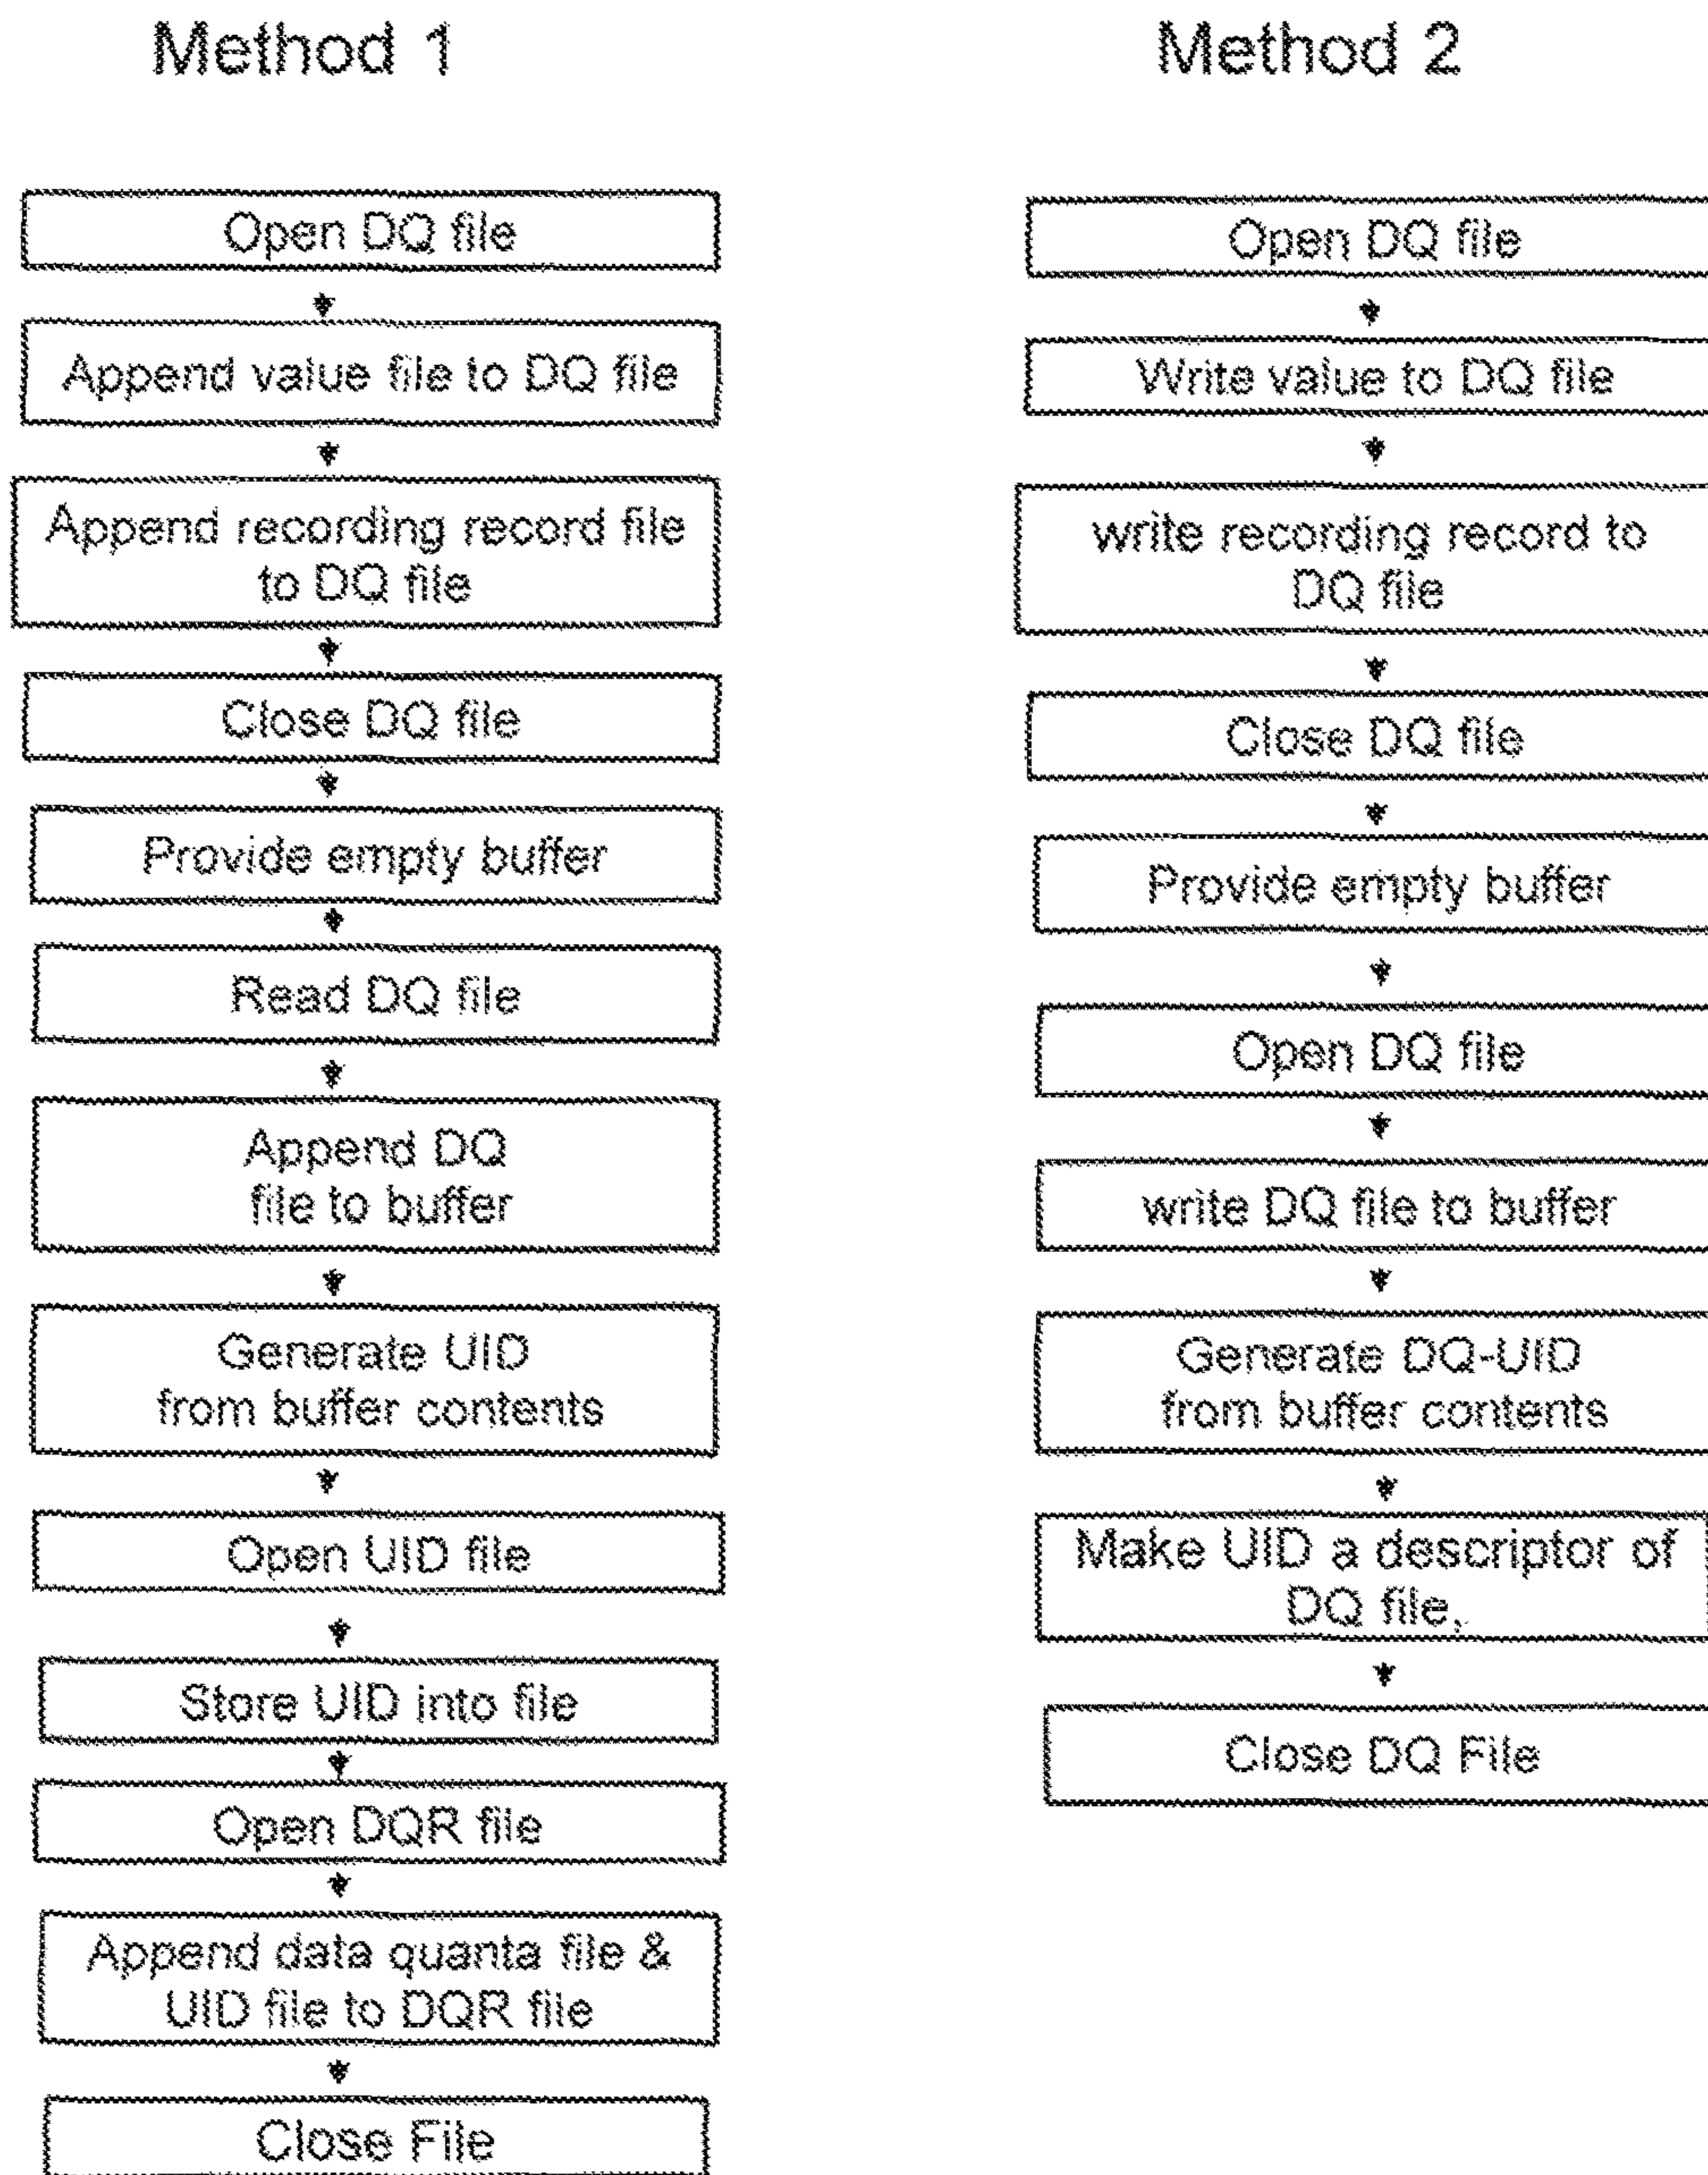 Method 1
Open DQ file
Append value file to DQ file
Append recording record file
to DQ file
Close DQ file
Provide empty buffer
Read DQ file
Append DQ
file to buffer
Generate UID
from buffer contents
Open UID file
Store UID into file
Open DQR file
Append data quanta file &
UID file to DQR file
Close File
Method 2
Open DQ file
Write value to DQ file
write recording record to
DQ file
Close DQ file
Provide empty buffer
Open DQ file
write DQ file to buffer
Generate DQ-UID
from buffer contents
Make UID a descriptor of
DQ file,
Close DQ File